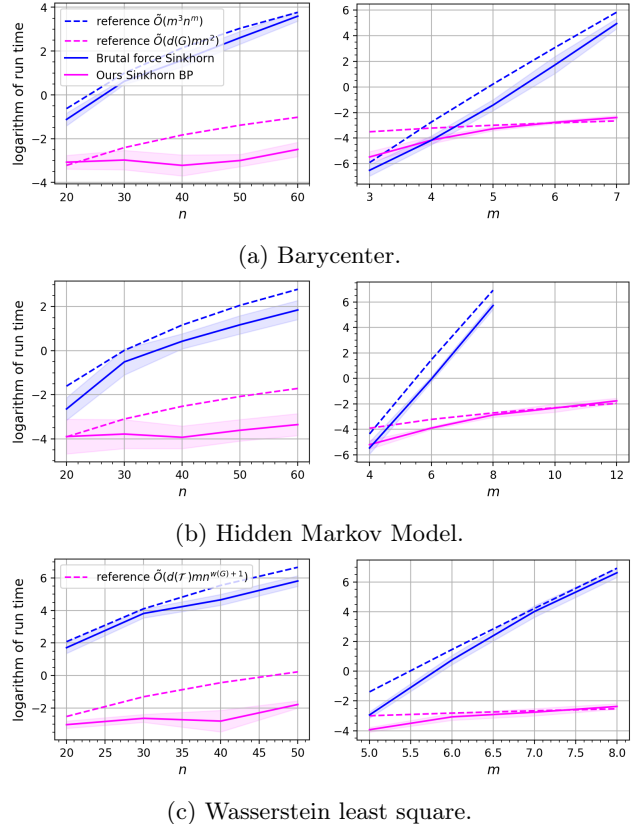 4
2
0
−2
−4
logarithm of run time
reference Õ(m³nᵐ)
reference Õ(d(G)mn²)
Brutal force Sinkhorn
Ours Sinkhorn BP
20 30 40 50 60
n
6
4
2
0
−2
−4
−6
3 4 5 6 7
m
(a) Barycenter.
2
0
−2
−4
logarithm of run time
20 30 40 50 60
n
6
4
2
0
−2
−4
−6
4 6 8 10 12
m
(b) Hidden Markov Model.
6
4
2
0
−2
logarithm of run time
reference Õ(d(𝒯)mnʷ⁽ᴳ⁾⁺¹)
20 25 30 35 40 45 50
n
6
4
2
0
−2
−4
5.0 5.5 6.0 6.5 7.0 7.5 8.0
m
(c) Wasserstein least square.